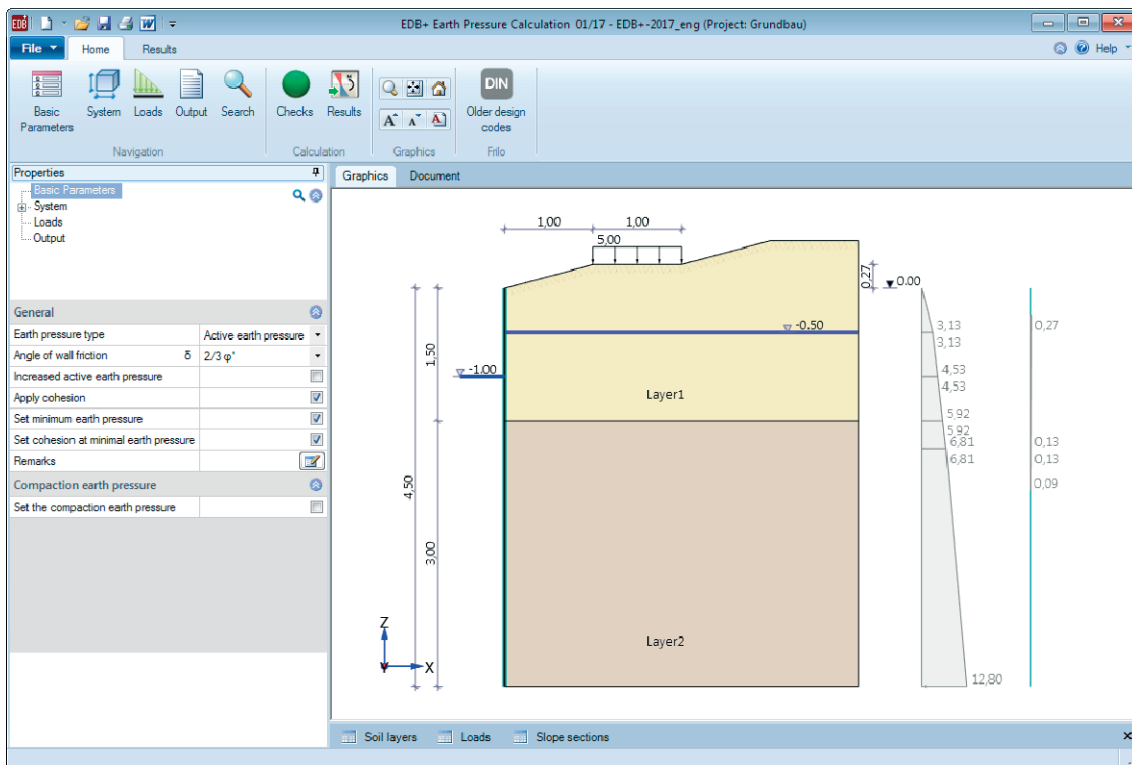 EDB
EDB+ Earth Pressure Calculation 01/17 - EDB+-2017_eng (Project: Grundbau)
File Home Results Help
Basic Parameters
System
Loads
Output
Search
Checks
Results
DIN
Older design codes
Navigation
Calculation
Graphics
Frilo
Properties
Basic Parameters
System
Loads
Output
General
Earth pressure type Active earth pressure
Angle of wall friction δ 2/3 φ'
Increased active earth pressure
Apply cohesion
Set minimum earth pressure
Set cohesion at minimal earth pressure
Remarks
Compaction earth pressure
Set the compaction earth pressure
Graphics Document
1,00 1,00
5,00
0,27
0.00
-0.50
-1.00
1,50
4,50
3,00
Layer1
Layer2
Z
Y
X
3,13
3,13
4,53
4,53
5,92
5,92
6,81
6,81
12,80
0,27
0,13
0,13
0,09
Soil layers Loads Slope sections